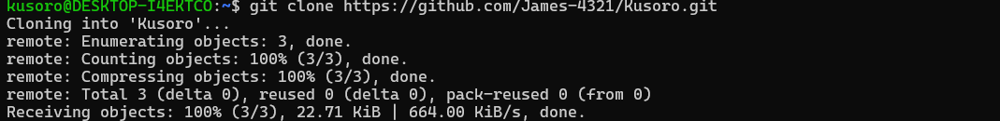 kusoro@DESKTOP-I4EKTCO:~$ git clone https://github.com/James-4321/Kusoro.git
Cloning into 'Kusoro'...
remote: Enumerating objects: 3, done.
remote: Counting objects: 100% (3/3), done.
remote: Compressing objects: 100% (3/3), done.
remote: Total 3 (delta 0), reused 0 (delta 0), pack-reused 0 (from 0)
Receiving objects: 100% (3/3), 22.71 KiB | 664.00 KiB/s, done.